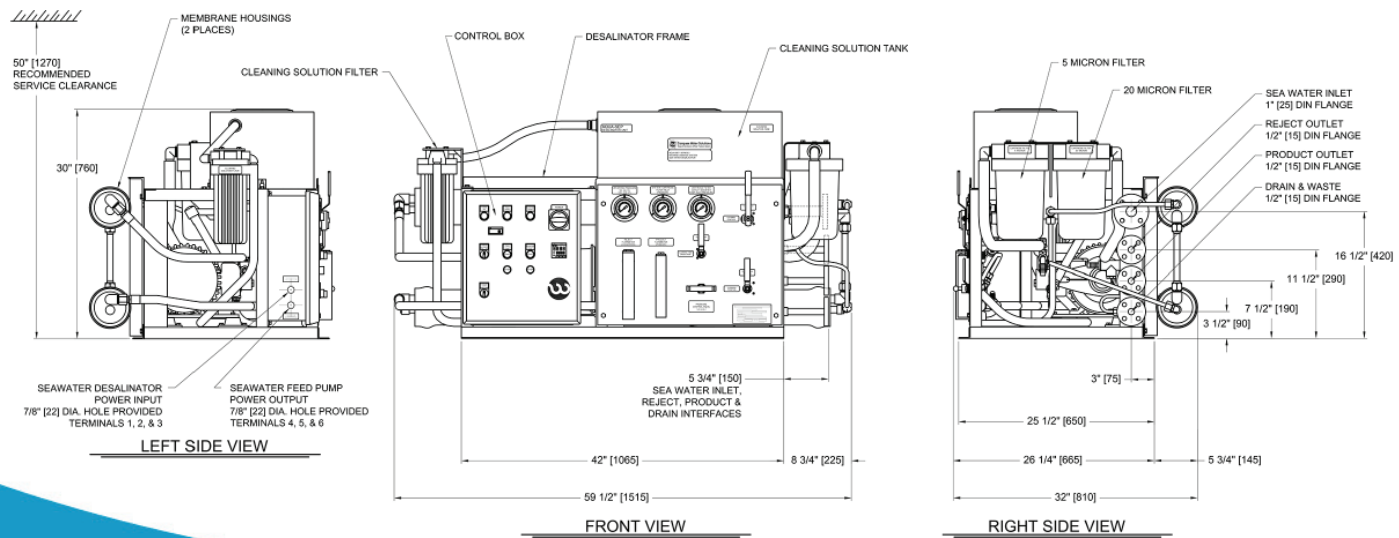 MEMBRANE HOUSINGS
(2 PLACES)
50" [1270]
RECOMMENDED
SERVICE CLEARANCE
30" [760]
SEAWATER DESALINATOR
POWER INPUT
7/8" [22] DIA. HOLE PROVIDED
TERMINALS 1, 2, & 3
SEAWATER FEED PUMP
POWER OUTPUT
7/8" [22] DIA. HOLE PROVIDED
TERMINALS 4, 5, & 6
LEFT SIDE VIEW
CONTROL BOX
DESALINATOR FRAME
CLEANING SOLUTION TANK
CLEANING SOLUTION FILTER
5 3/4" [150]
SEA WATER INLET,
REJECT, PRODUCT &
DRAIN INTERFACES
42" [1065]
8 3/4" [225]
59 1/2" [1515]
FRONT VIEW
5 MICRON FILTER
20 MICRON FILTER
SEA WATER INLET
1" [25] DIN FLANGE
REJECT OUTLET
1/2" [15] DIN FLANGE
PRODUCT OUTLET
1/2" [15] DIN FLANGE
DRAIN & WASTE
1/2" [15] DIN FLANGE
16 1/2" [420]
11 1/2" [290]
7 1/2" [190]
3 1/2" [90]
3" [75]
25 1/2" [650]
26 1/4" [665]
5 3/4" [145]
32" [810]
RIGHT SIDE VIEW